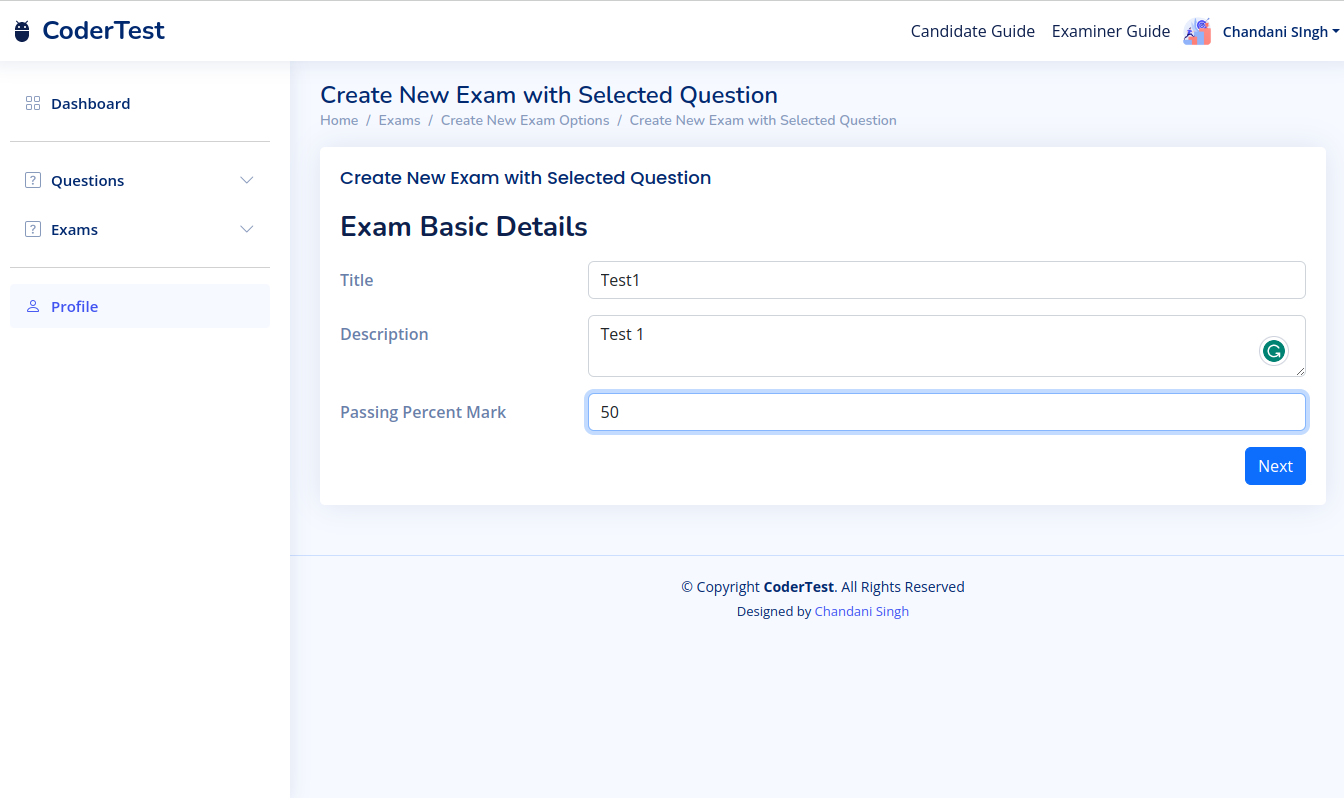 CoderTest
Candidate Guide Examiner Guide Chandani SIngh
Dashboard
Questions
Exams
Profile
Create New Exam with Selected Question
Home / Exams / Create New Exam Options / Create New Exam with Selected Question
Create New Exam with Selected Question
Exam Basic Details
Title Test1
Description Test 1
Passing Percent Mark 50
Next
© Copyright CoderTest. All Rights Reserved
Designed by Chandani Singh